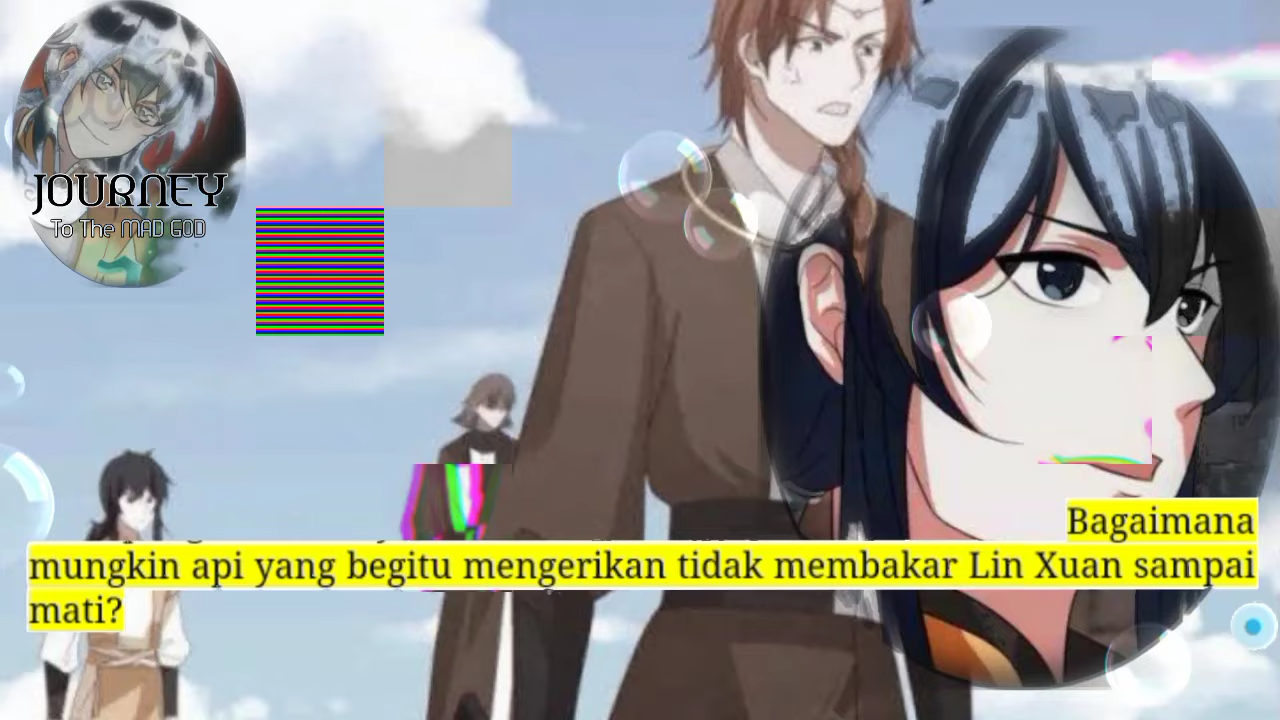 JOURNEY
To The MAD GOD
Bagaimana
mungkin api yang begitu mengerikan tidak membakar Lin Xuan sampai
mati?